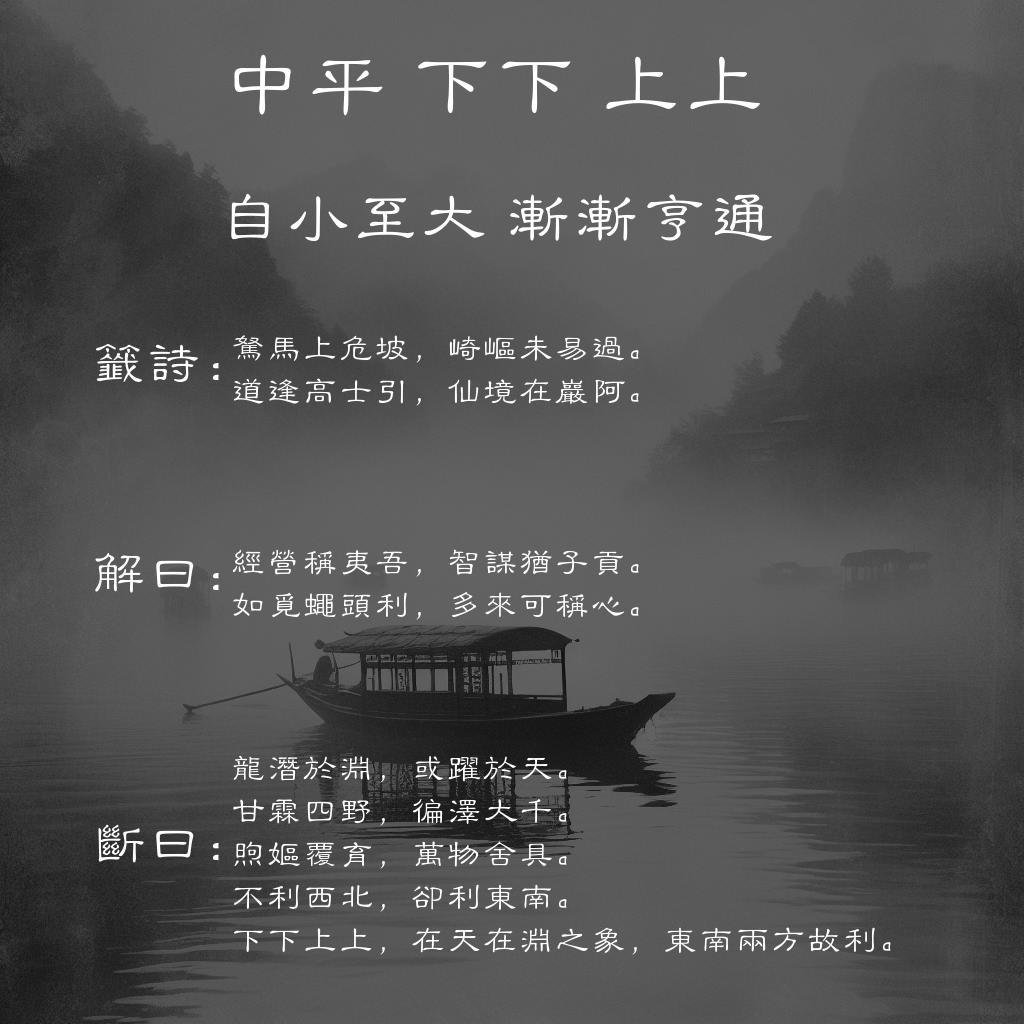 中平 下下 上上
自小至大 漸漸亨通
籤詩：
駑馬上危坡，崎嶇未易過。
道逢高士引，仙境在巖阿。
解曰：
經營稱夷吾，智謀猶子貢。
如覓蠅頭利，多來可稱心。
斷曰：
龍潛於淵，或躍於天。
甘霖四野，徧澤大千。
煦嫗覆育，萬物舍具。
不利西北，卻利東南。
下下上上，在天在淵之象，東南兩方故利。